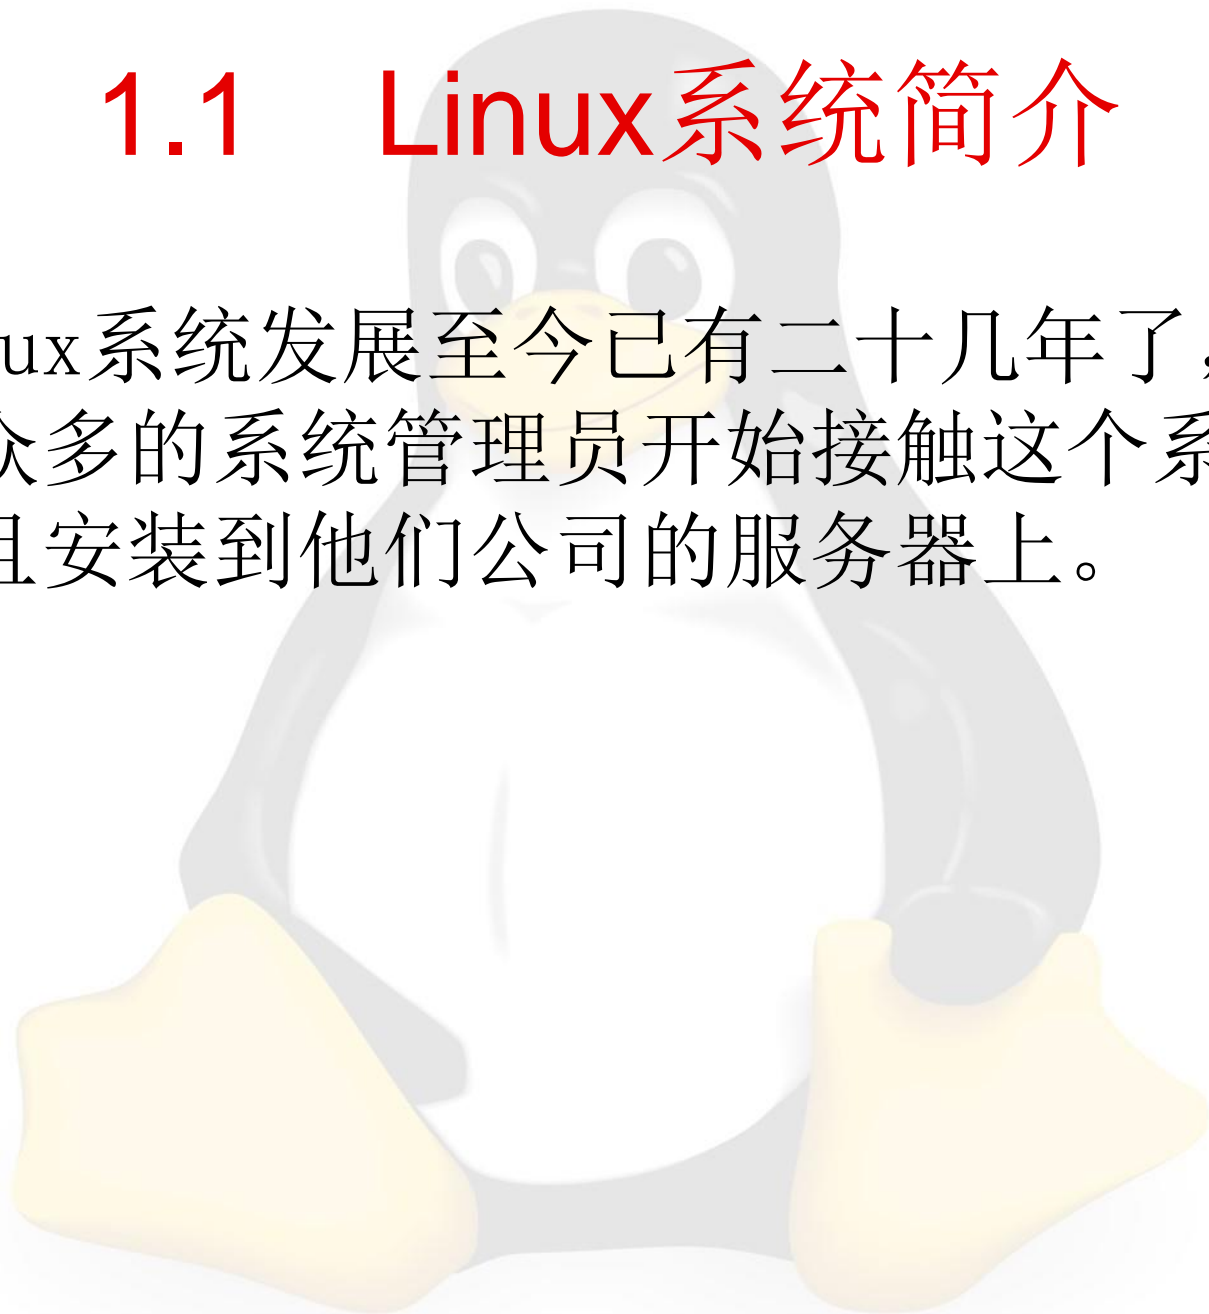 1.1 Linux系统简介
ux系统发展至今已有二十几年了,
众多的系统管理员开始接触这个系
且安装到他们公司的服务器上。